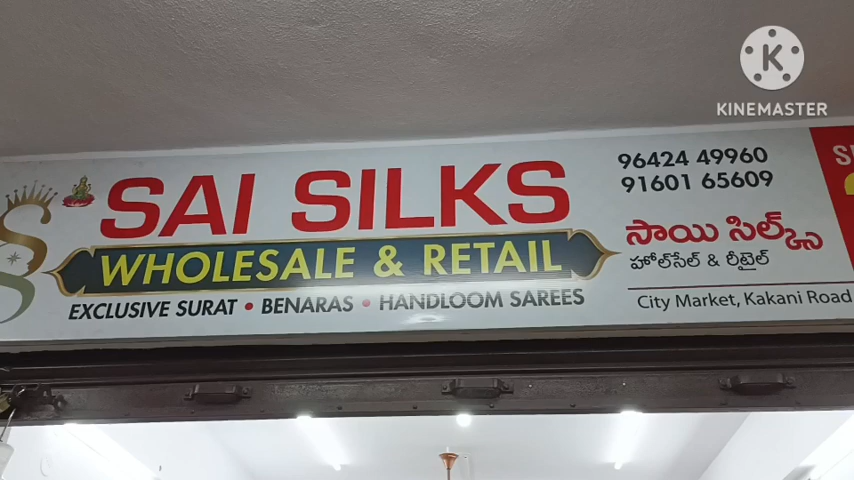 KINEMASTER
SAI SILKS
WHOLESALE & RETAIL
EXCLUSIVE SURAT • BENARAS • HANDLOOM SAREES
96424 49960
91601 65609
సాయి సిల్క్స్
హోల్‌సేల్ & రీటైల్
City Market, Kakani Road